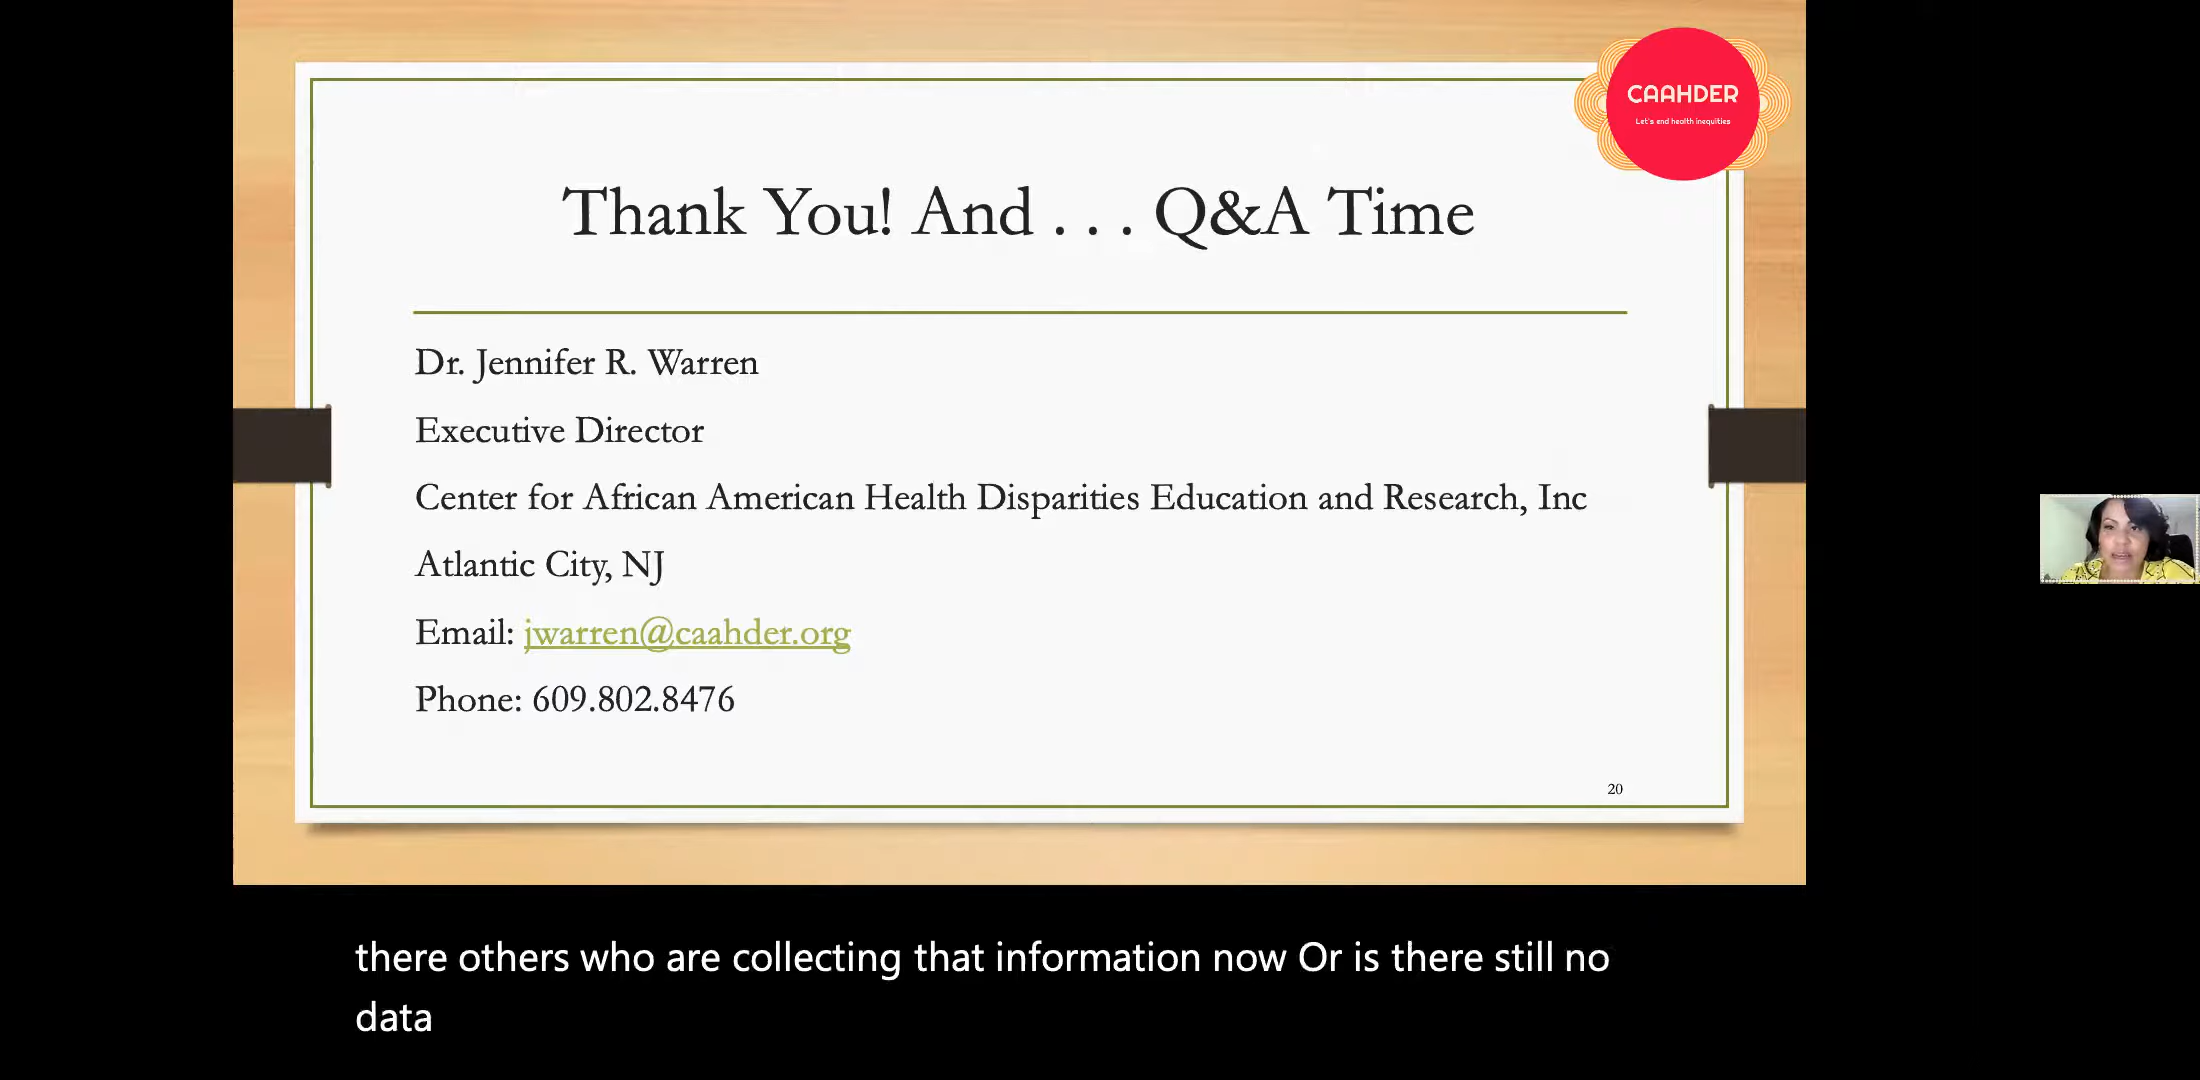 CAAHDER
Let's end health inequities
Thank You! And . . . Q&A Time
Dr. Jennifer R. Warren
Executive Director
Center for African American Health Disparities Education and Research, Inc
Atlantic City, NJ
Email: jwarren@caahder.org
Phone: 609.802.8476
20
there others who are collecting that information now Or is there still no
data